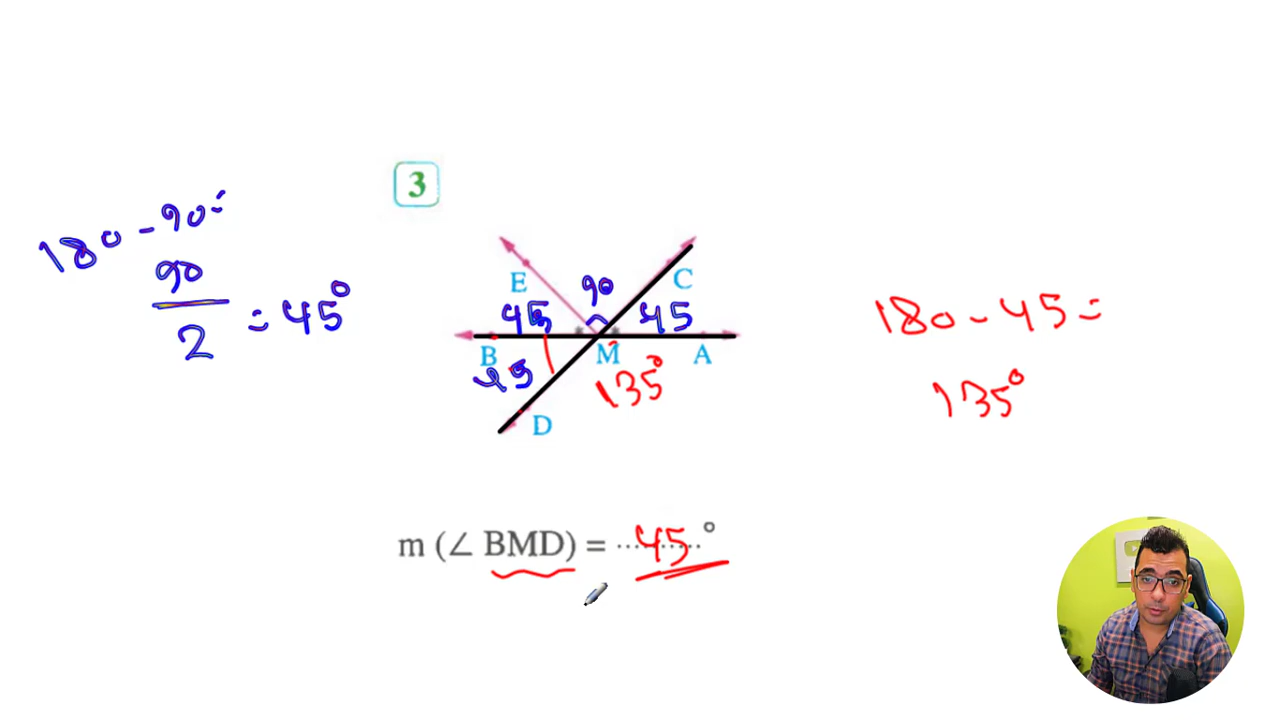 3
180 - 90 =
90
2
= 45°
E
90
C
45
45
B
M
A
45
135°
D
180 - 45 =
135°
m (∠ BMD) = 45°